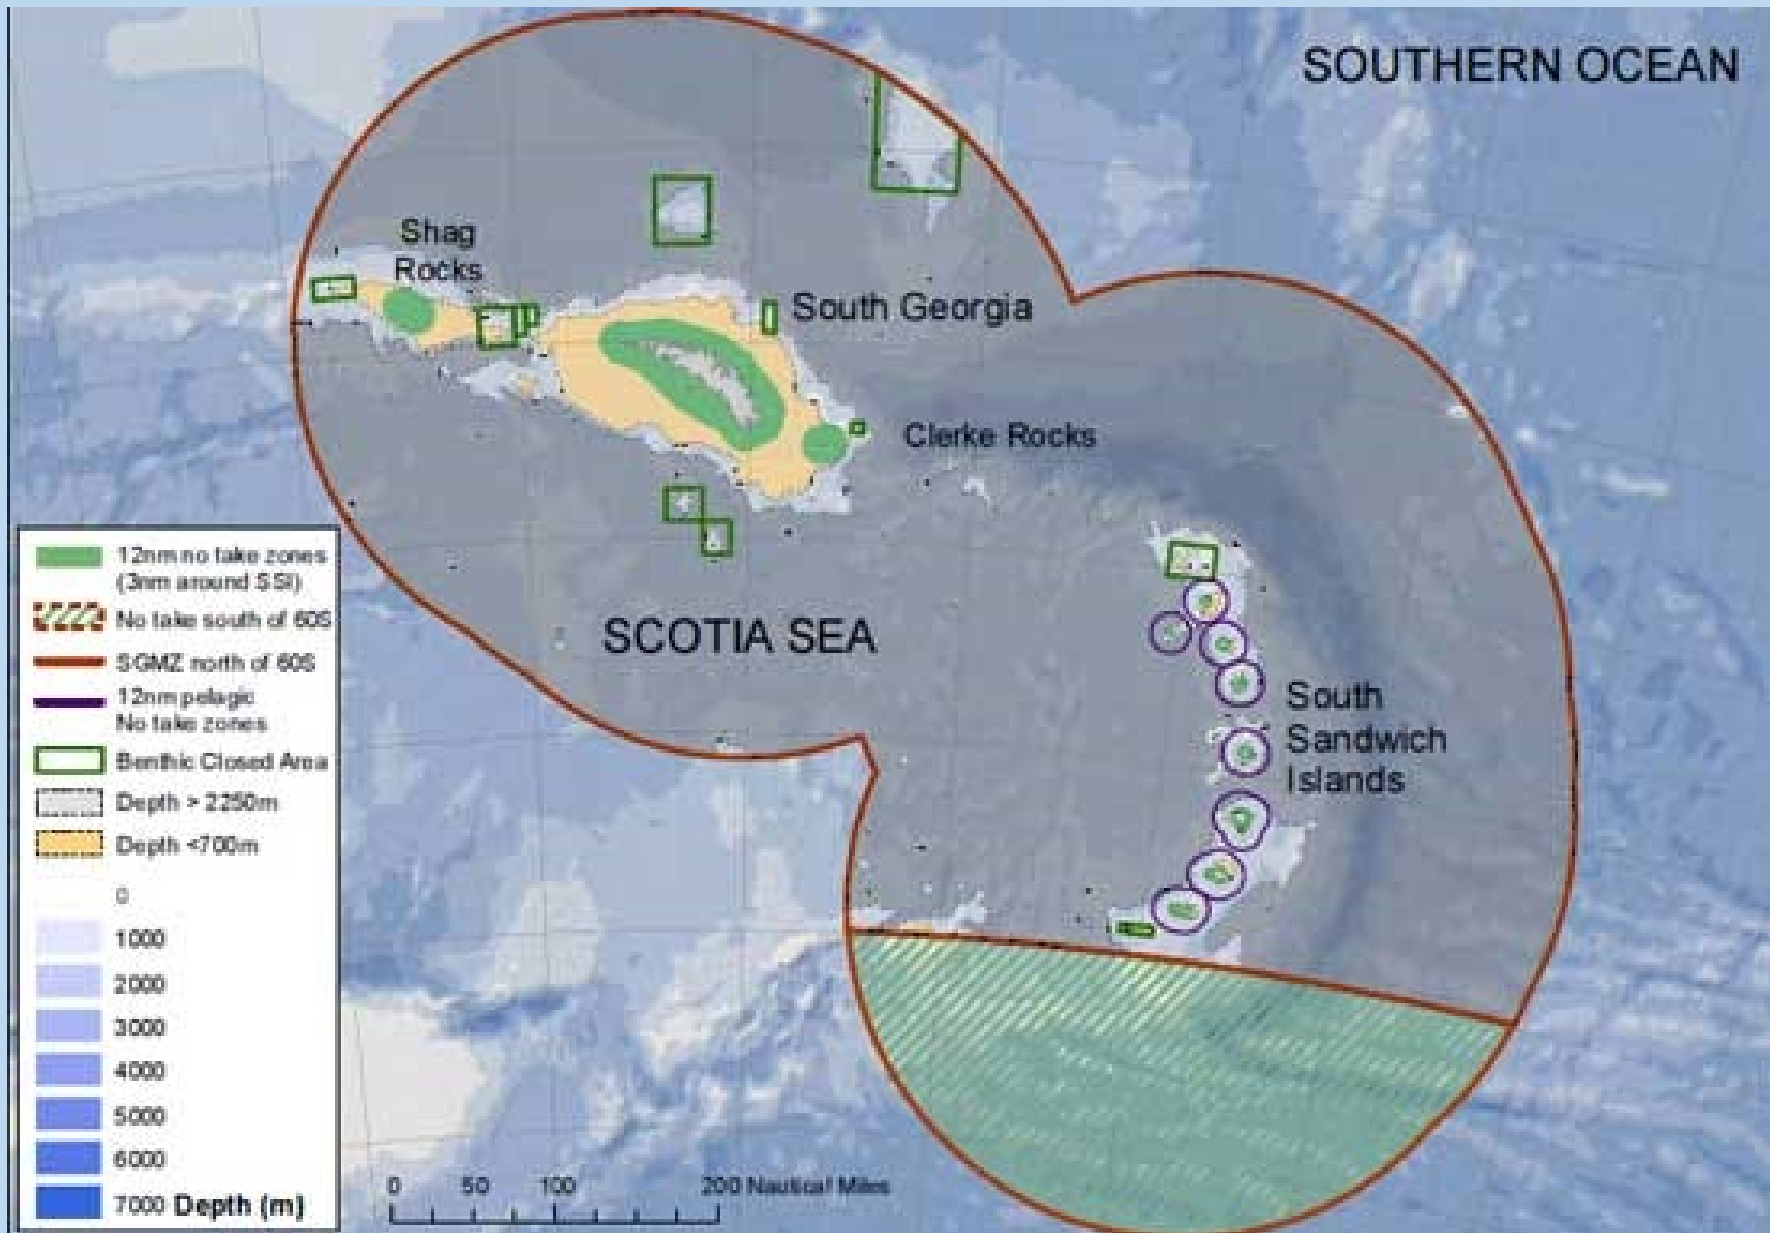 SOUTHERN OCEAN
Shag
Rocks
South Georgia
Clerke Rocks
SCOTIA SEA
South
Sandwich
Islands
12nm no take zones
(3nm around SSI)
No take south of 60S
SGMZ north of 60S
12nm pelagic
No take zones
Benthic Closed Area
Depth > 2250m
Depth <700m
0
1000
2000
3000
4000
5000
6000
7000 Depth (m)
0 50 100 200 Nautical Miles